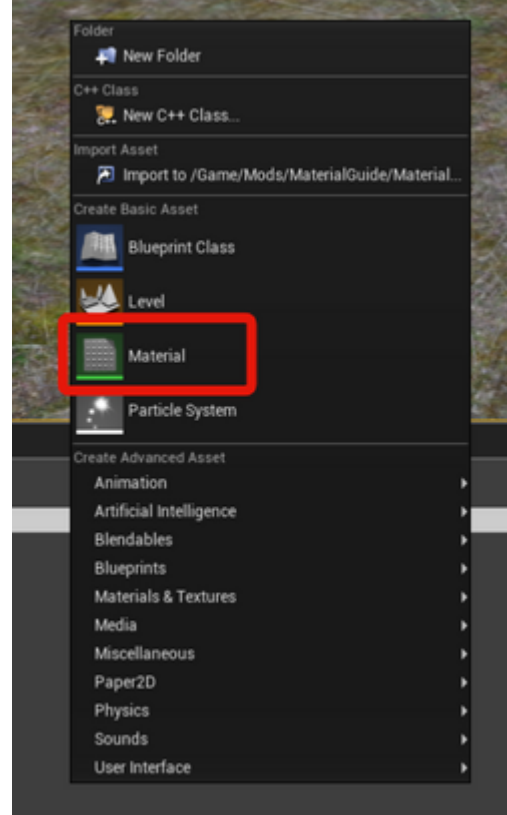 Folder
New Folder
C++ Class
New C++ Class...
Import Asset
Import to /Game/Mods/MaterialGuide/Material...
Create Basic Asset
Blueprint Class
Level
Material
Particle System
Create Advanced Asset
Animation
Artificial Intelligence
Blendables
Blueprints
Materials & Textures
Media
Miscellaneous
Paper2D
Physics
Sounds
User Interface